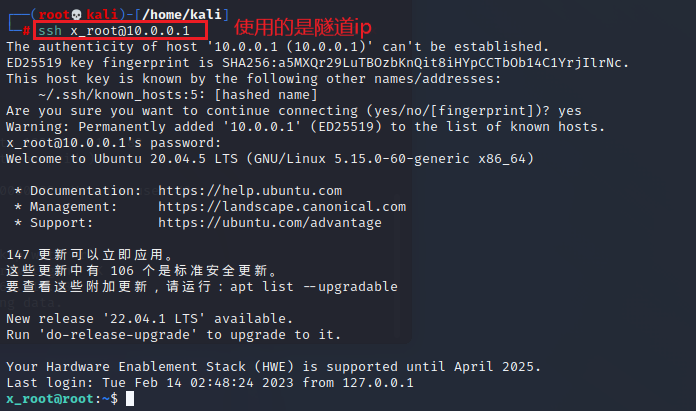 ┌──(root💀kali)-[/home/kali]
└─# ssh x_root@10.0.0.1 使用的是隧道ip
The authenticity of host '10.0.0.1 (10.0.0.1)' can't be established.
ED25519 key fingerprint is SHA256:a5MXQr29LuTBOzbKnQit8iHYpCCTbOb14C1YrjIlrNc.
This host key is known by the following other names/addresses:
    ~/.ssh/known_hosts:5: [hashed name]
Are you sure you want to continue connecting (yes/no/[fingerprint])? yes
Warning: Permanently added '10.0.0.1' (ED25519) to the list of known hosts.
x_root@10.0.0.1's password:
Welcome to Ubuntu 20.04.5 LTS (GNU/Linux 5.15.0-60-generic x86_64)
 * Documentation:  https://help.ubuntu.com
 * Management:     https://landscape.canonical.com
 * Support:        https://ubuntu.com/advantage
147 更新可以立即应用。
这些更新中有 106 个是标准安全更新。
要查看这些附加更新，请运行：apt list --upgradable
New release '22.04.1 LTS' available.
Run 'do-release-upgrade' to upgrade to it.
Your Hardware Enablement Stack (HWE) is supported until April 2025.
Last login: Tue Feb 14 02:48:24 2023 from 127.0.0.1
x_root@root:~$